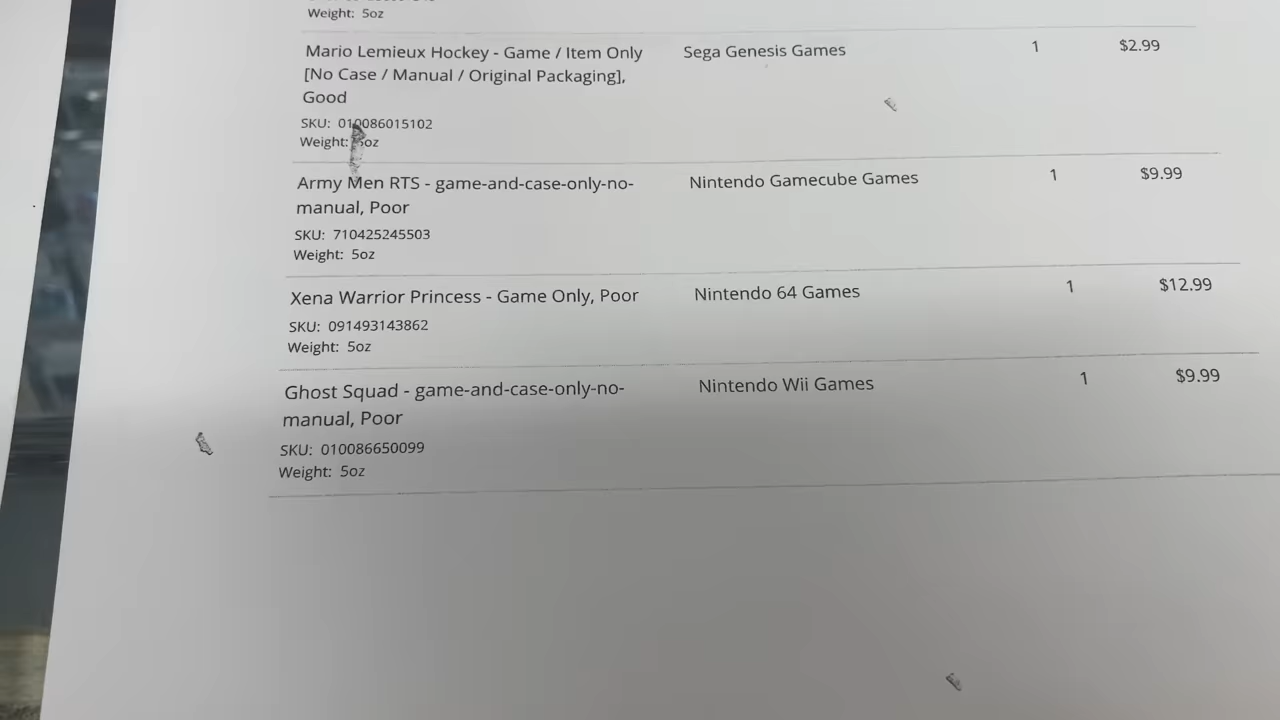 Weight: 5oz
Mario Lemieux Hockey - Game / Item Only Sega Genesis Games 1 $2.99
[No Case / Manual / Original Packaging],
Good
SKU: 010086015102
Weight: 5oz
Army Men RTS - game-and-case-only-no- Nintendo Gamecube Games 1 $9.99
manual, Poor
SKU: 710425245503
Weight: 5oz
Xena Warrior Princess - Game Only, Poor Nintendo 64 Games 1 $12.99
SKU: 091493143862
Weight: 5oz
Ghost Squad - game-and-case-only-no- Nintendo Wii Games 1 $9.99
manual, Poor
SKU: 010086650099
Weight: 5oz